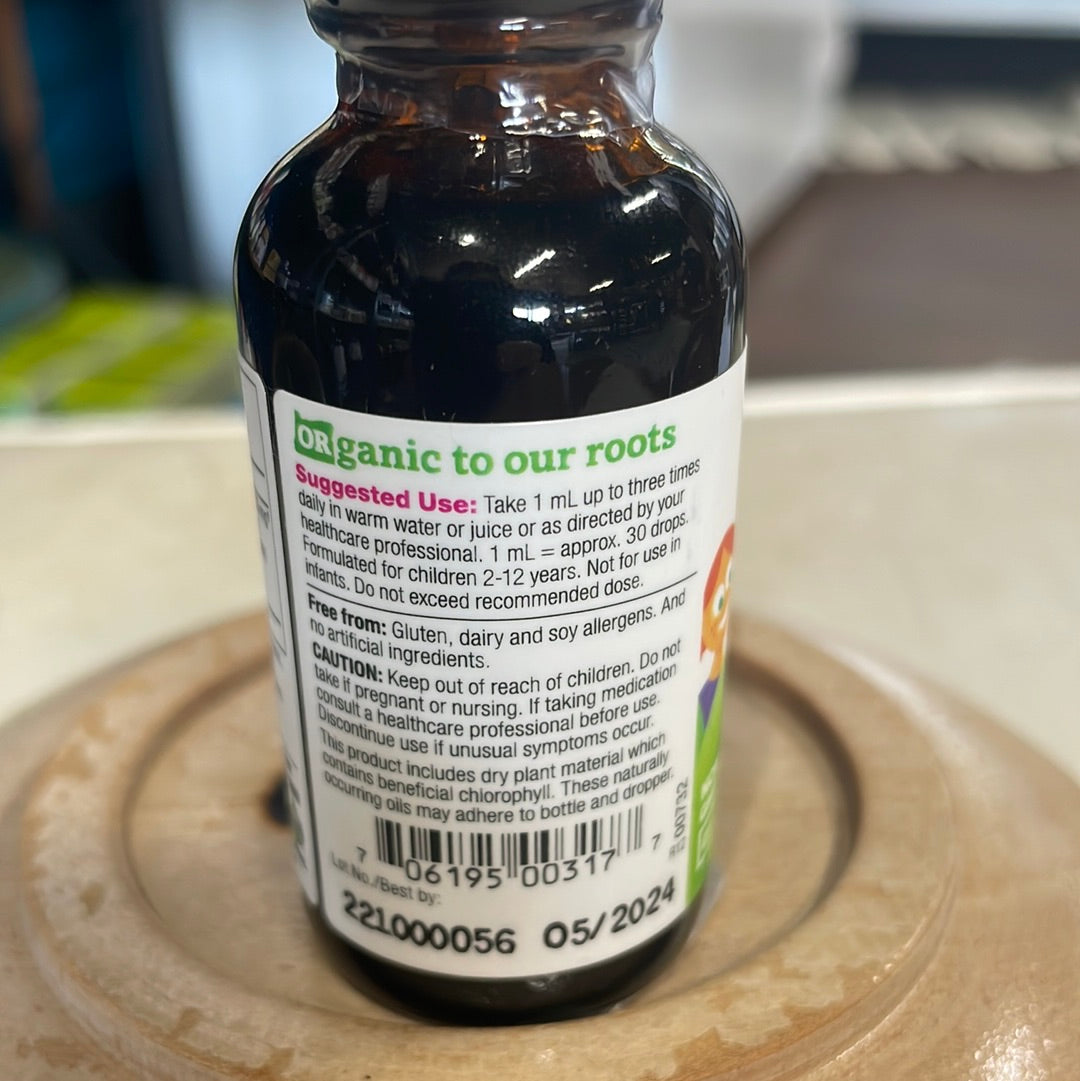 ORganic to our roots
Suggested Use: Take 1 mL up to three times
daily in warm water or juice or as directed by your
healthcare professional. 1 mL = approx. 30 drops.
Formulated for children 2-12 years. Not for use in
infants. Do not exceed recommended dose.
Free from: Gluten, dairy and soy allergens. And
no artificial ingredients.
CAUTION: Keep out of reach of children. Do not
take if pregnant or nursing. If taking medication
consult a healthcare professional before use.
Discontinue use if unusual symptoms occur.
This product includes dry plant material which
contains beneficial chlorophyll. These naturally
occurring oils may adhere to bottle and dropper.
7 06195 00317 7
Lot No./Best by:
221000056 05/2024